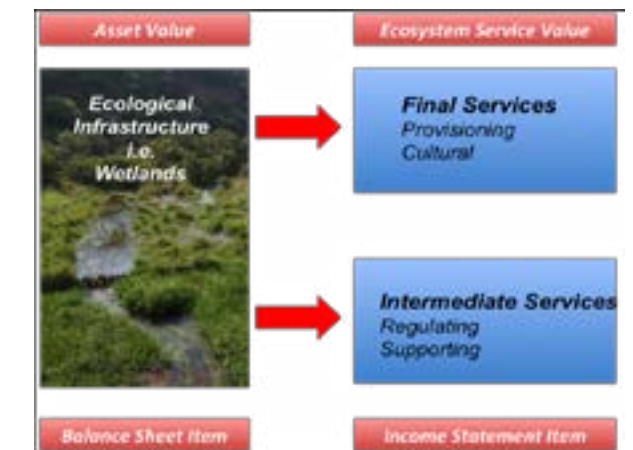 Asset Value
Ecosystem Service Value
Ecological
Infrastructure
i.e.
Wetlands
Final Services
Provisioning
Cultural
Intermediate Services
Regulating
Supporting
Balance Sheet Item
Income Statement Item